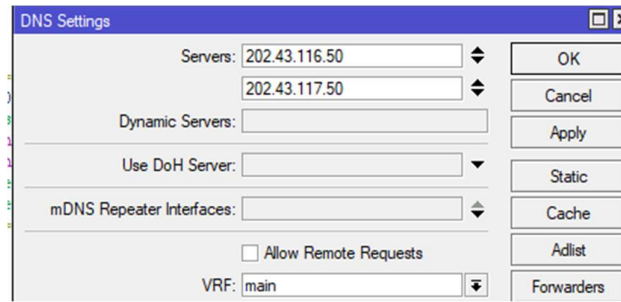 DNS Settings
Servers: 202.43.116.50
202.43.117.50
Dynamic Servers:
Use DoH Server:
mDNS Repeater Interfaces:
Allow Remote Requests
VRF: main
OK
Cancel
Apply
Static
Cache
Adlist
Forwarders